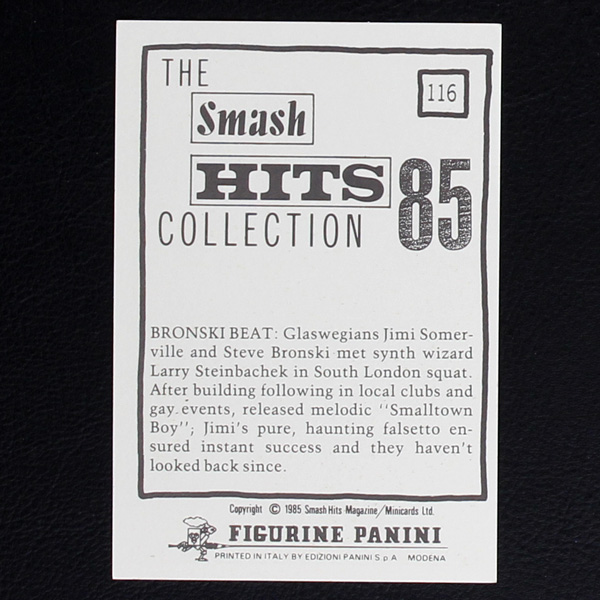 THE
116
Smash
HITS 85
COLLECTION
BRONSKI BEAT: Glaswegians Jimi Somer-
ville and Steve Bronski met synth wizard
Larry Steinbachek in South London squat.
After building following in local clubs and
gay events, released melodic "Smalltown
Boy"; Jimi's pure, haunting falsetto en-
sured instant success and they haven't
looked back since.
Copyright © 1985 Smash Hits Magazine/Minicards Ltd.
FIGURINE PANINI
PRINTED IN ITALY BY EDIZIONI PANINI S.p.A. MODENA